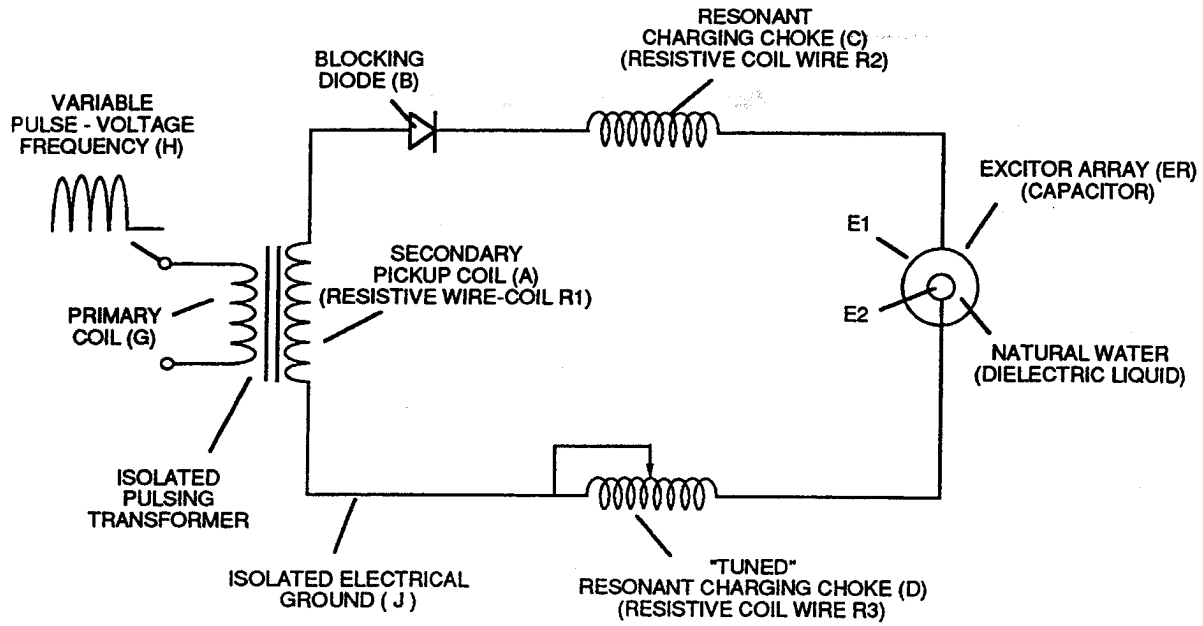 RESONANT
CHARGING CHOKE (C)
(RESISTIVE COIL WIRE R2)
BLOCKING
DIODE (B)
VARIABLE
PULSE - VOLTAGE
FREQUENCY (H)
EXCITOR ARRAY (ER)
(CAPACITOR)
E1
SECONDARY
PICKUP COIL (A)
(RESISTIVE WIRE-COIL R1)
PRIMARY
COIL (G)
E2
NATURAL WATER
(DIELECTRIC LIQUID)
ISOLATED
PULSING
TRANSFORMER
ISOLATED ELECTRICAL
GROUND ( J )
"TUNED"
RESONANT CHARGING CHOKE (D)
(RESISTIVE COIL WIRE R3)